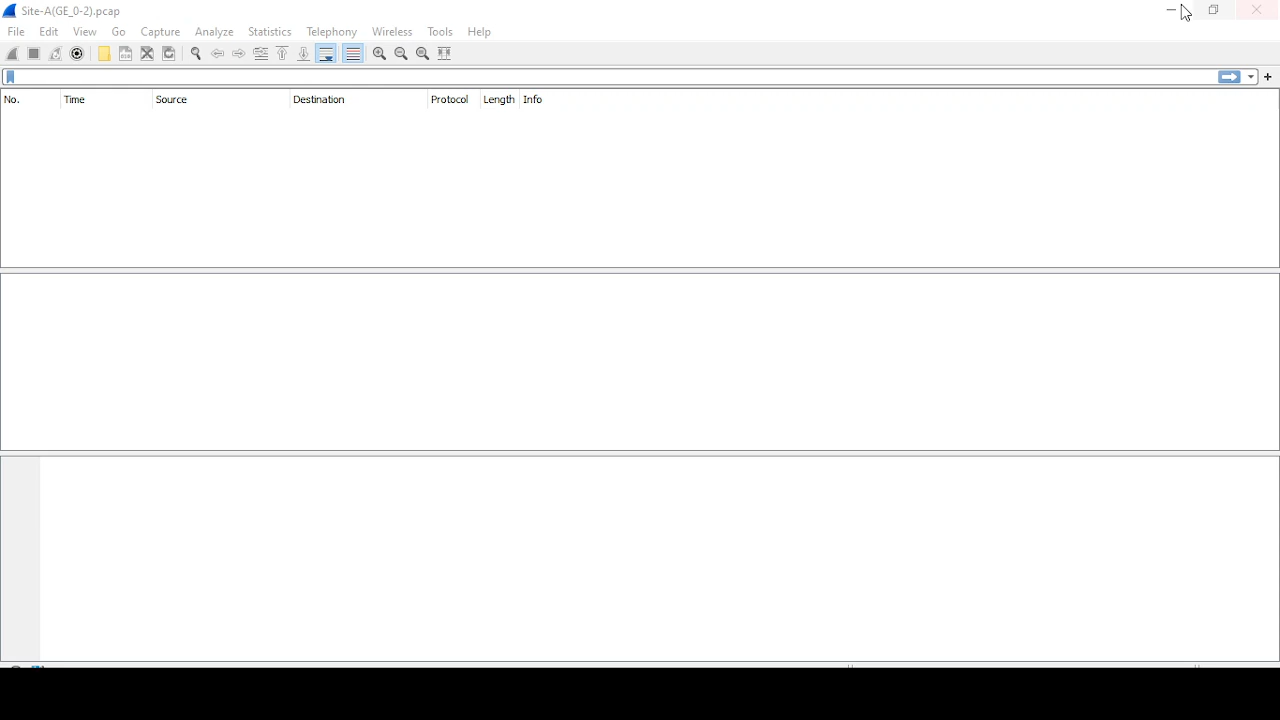 Site-A(GE_0-2).pcap
File Edit View Go Capture Analyze Statistics Telephony Wireless Tools Help
No. Time Source Destination Protocol Length Info